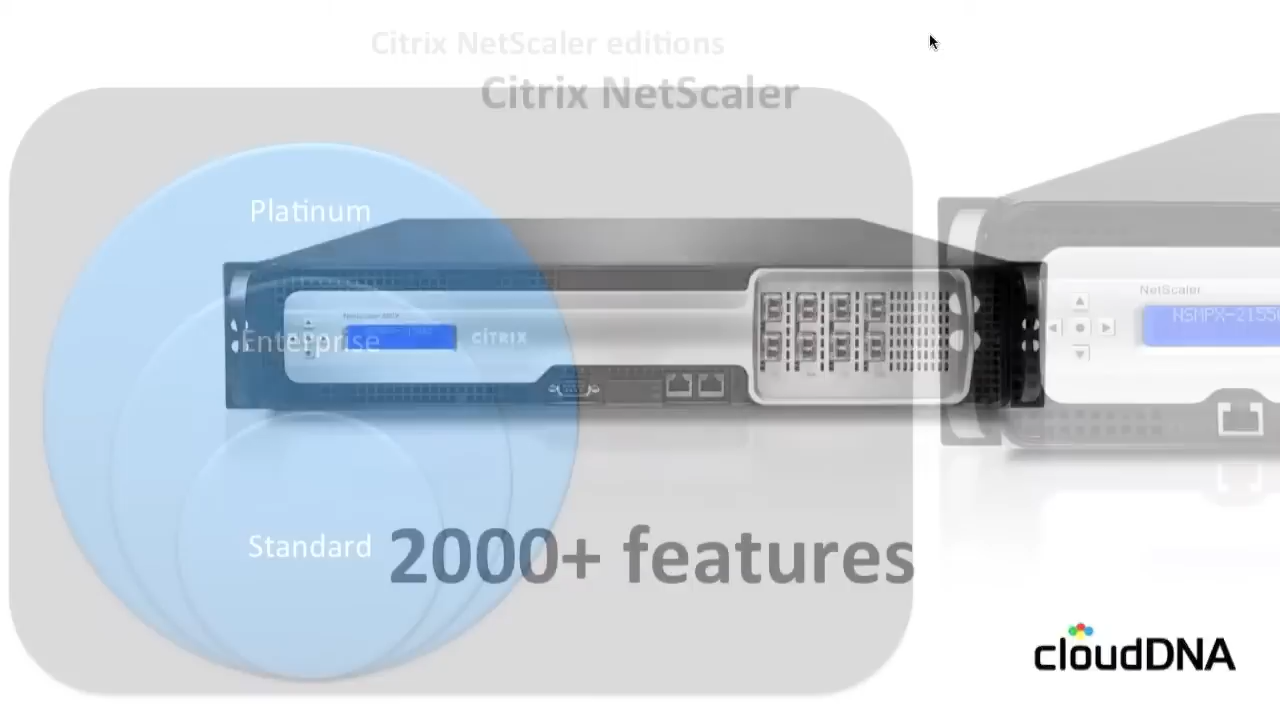 Citrix NetScaler editions
Citrix NetScaler
Platinum
Enterprise
Standard
CITRIX
NetScaler
2000+ features
cloudDNA